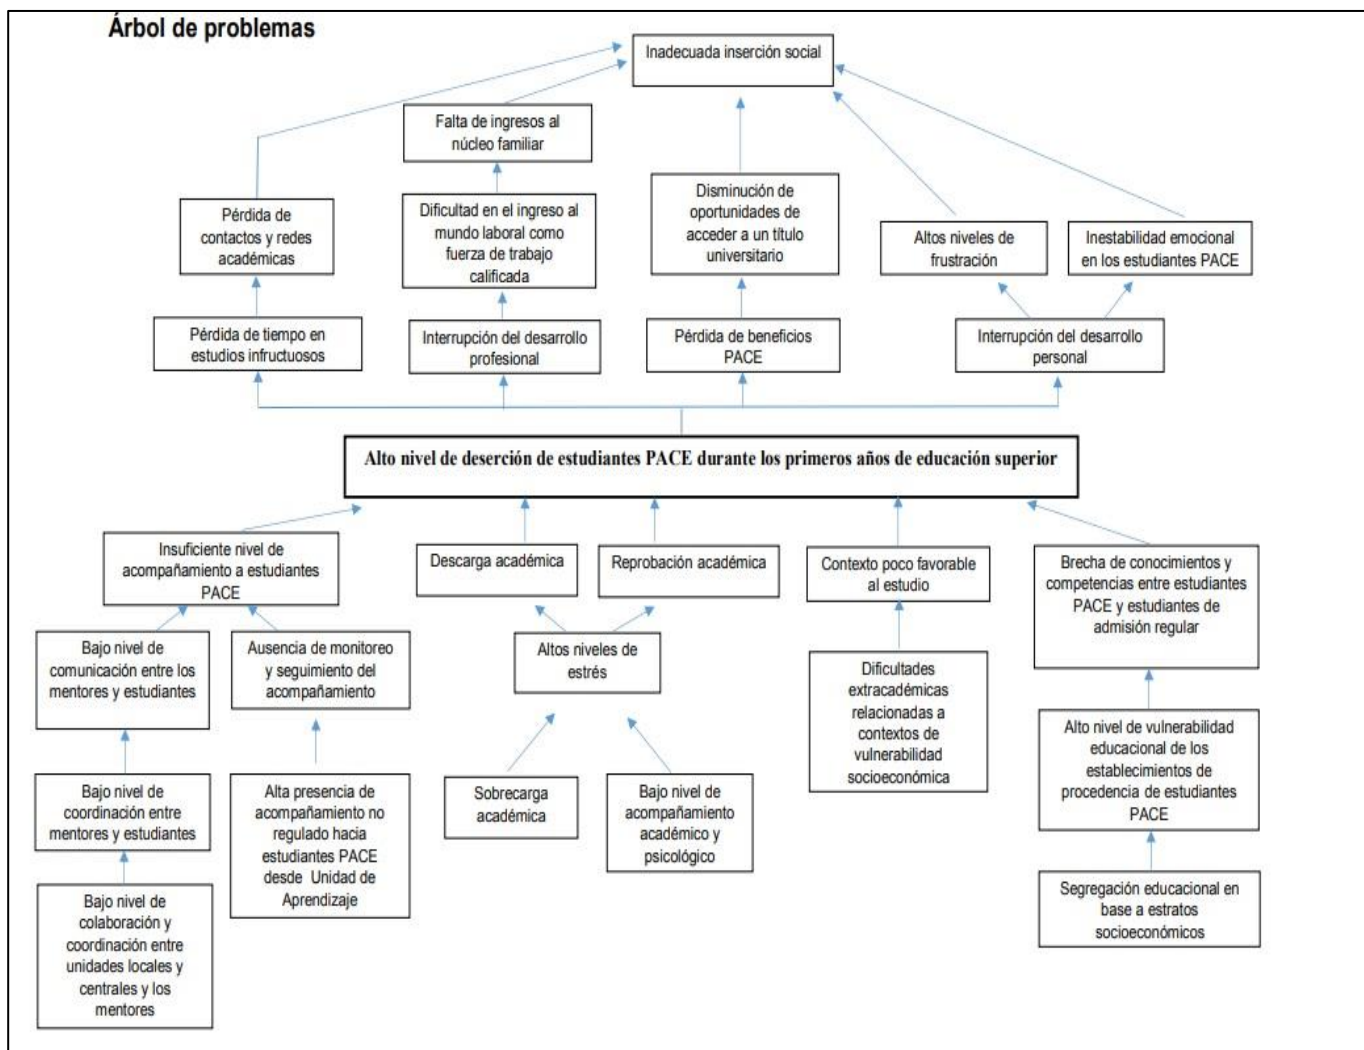 Árbol de problemas
Inadecuada inserción social
Falta de ingresos al
núcleo familiar
Pérdida de
contactos y redes
académicas
Dificultad en el ingreso al
mundo laboral como
fuerza de trabajo
calificada
Disminución de
oportunidades de
acceder a un título
universitario
Altos niveles de
frustración
Inestabilidad emocional
en los estudiantes PACE
Pérdida de tiempo en
estudios infructuosos
Interrupción del desarrollo
profesional
Pérdida de beneficios
PACE
Interrupción del desarrollo
personal
Alto nivel de deserción de estudiantes PACE durante los primeros años de educación superior
Insuficiente nivel de
acompañamiento a estudiantes
PACE
Descarga académica
Reprobación académica
Contexto poco favorable
al estudio
Brecha de conocimientos y
competencias entre estudiantes
PACE y estudiantes de
admisión regular
Bajo nivel de
comunicación entre los
mentores y estudiantes
Ausencia de monitoreo
y seguimiento del
acompañamiento
Altos niveles de
estrés
Dificultades
extracadémicas
relacionadas a
contextos de
vulnerabilidad
socioeconómica
Alto nivel de vulnerabilidad
educacional de los
establecimientos de
procedencia de estudiantes
PACE
Bajo nivel de
coordinación entre
mentores y estudiantes
Alta presencia de
acompañamiento no
regulado hacia
estudiantes PACE
desde Unidad de
Aprendizaje
Sobrecarga
académica
Bajo nivel de
acompañamiento
académico y
psicológico
Bajo nivel de
colaboración y
coordinación entre
unidades locales y
centrales y los
mentores
Segregación educacional en
base a estratos
socioeconómicos